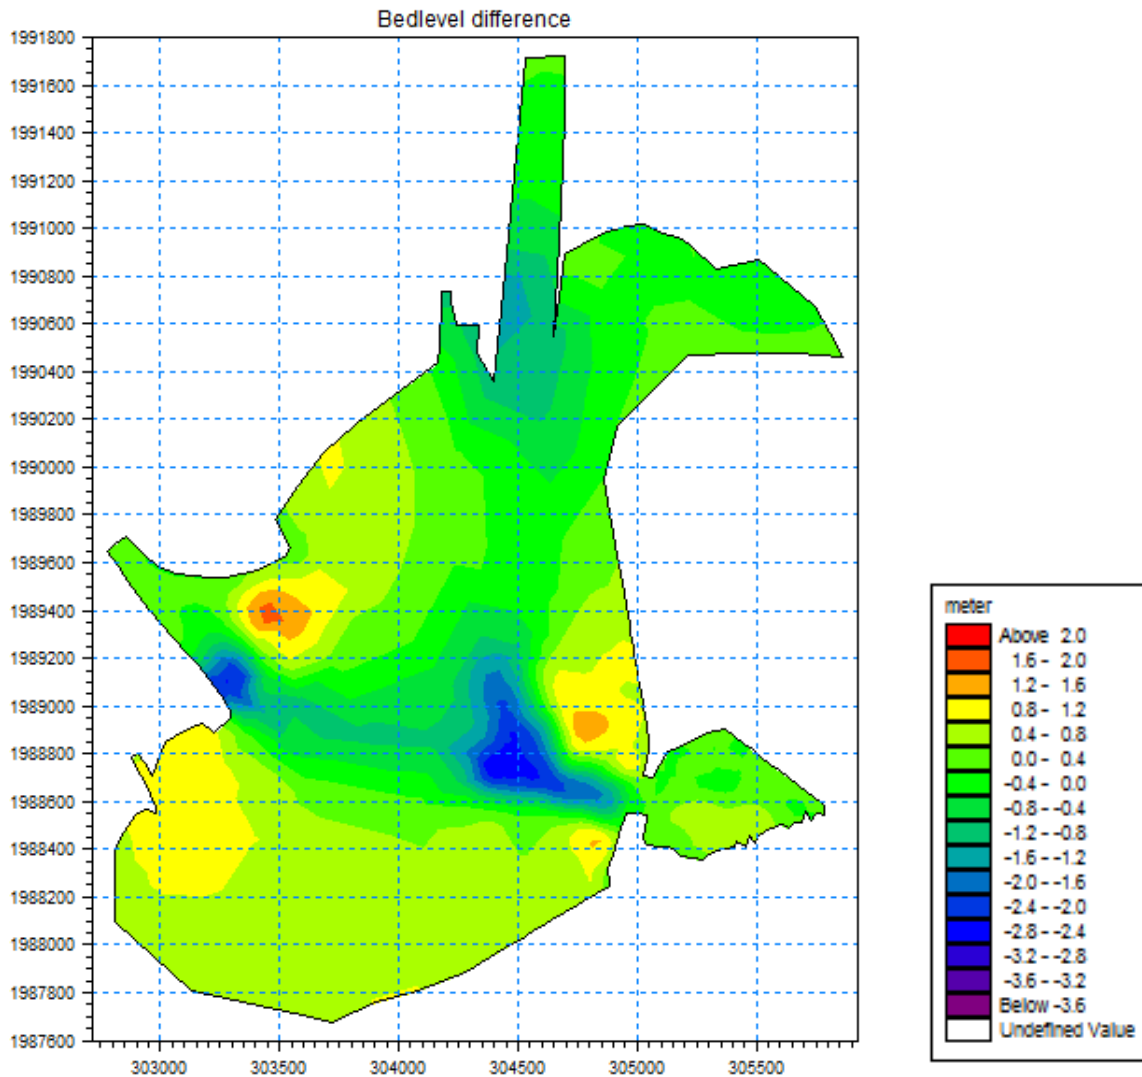 Bedlevel difference
1991800
1991600
1991400
1991200
1991000
1990800
1990600
1990400
1990200
1990000
1989800
1989600
1989400
1989200
1989000
1988800
1988600
1988400
1988200
1988000
1987800
1987600
303000 303500 304000 304500 305000 305500
meter
Above 2.0
1.6 - 2.0
1.2 - 1.6
0.8 - 1.2
0.4 - 0.8
0.0 - 0.4
-0.4 - 0.0
-0.8 - -0.4
-1.2 - -0.8
-1.6 - -1.2
-2.0 - -1.6
-2.4 - -2.0
-2.8 - -2.4
-3.2 - -2.8
-3.6 - -3.2
Below -3.6
Undefined Value